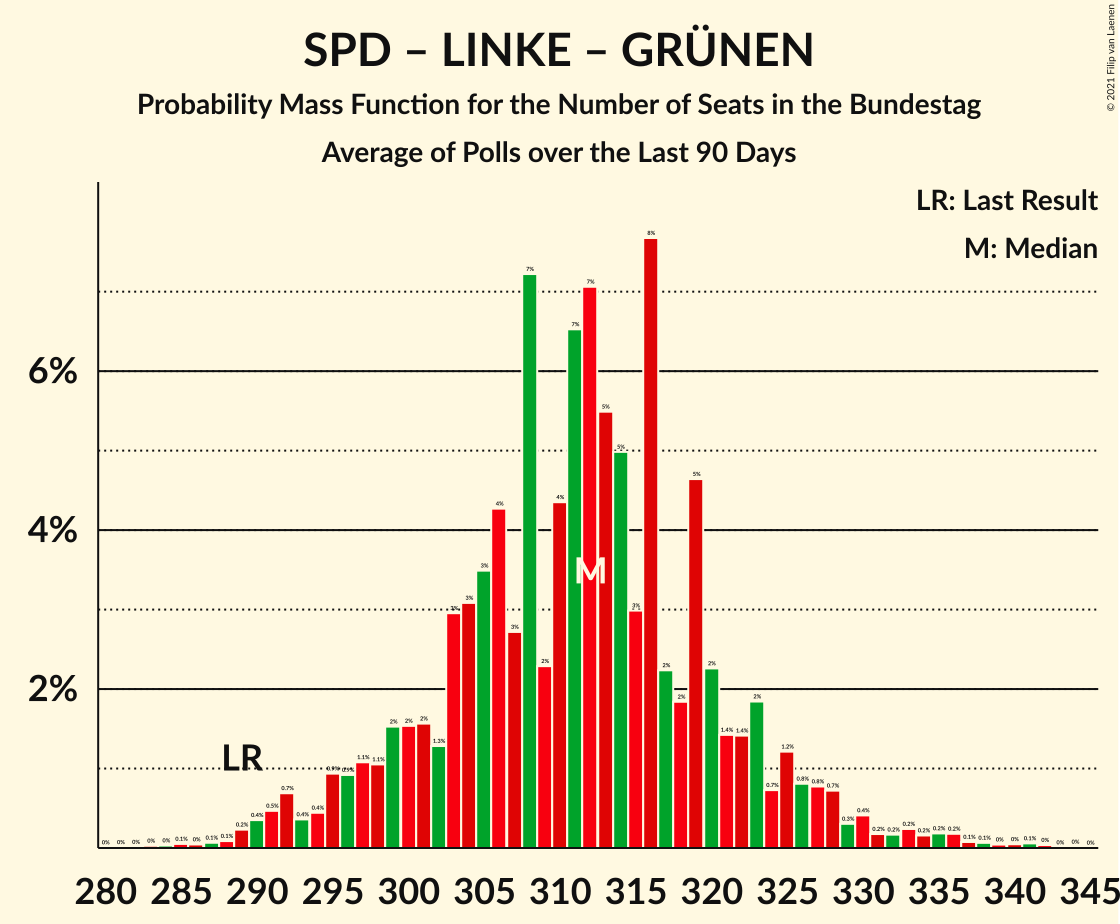 SPD – LINKE – GRÜNEN
Probability Mass Function for the Number of Seats in the Bundestag
Average of Polls over the Last 90 Days
© 2021 Filip van Laenen
LR: Last Result
M: Median
6%
4%
2%
LR
M
0% 0% 0% 0% 0% 0.1% 0% 0.1% 0.1% 0.2% 0.4% 0.5% 0.7% 0.4% 0.4% 0.9% 0.9% 1.1% 1.1% 2% 2% 2% 1.3% 3% 3% 3% 4% 3% 7% 2% 4% 7% 7% 5% 5% 3% 8% 2% 2% 5% 2% 1.4% 1.4% 2% 0.7% 1.2% 0.8% 0.8% 0.7% 0.3% 0.4% 0.2% 0.2% 0.2% 0.2% 0.2% 0.2% 0.1% 0.1% 0% 0% 0.1% 0% 0% 0% 0%
280 285 290 295 300 305 310 315 320 325 330 335 340 345